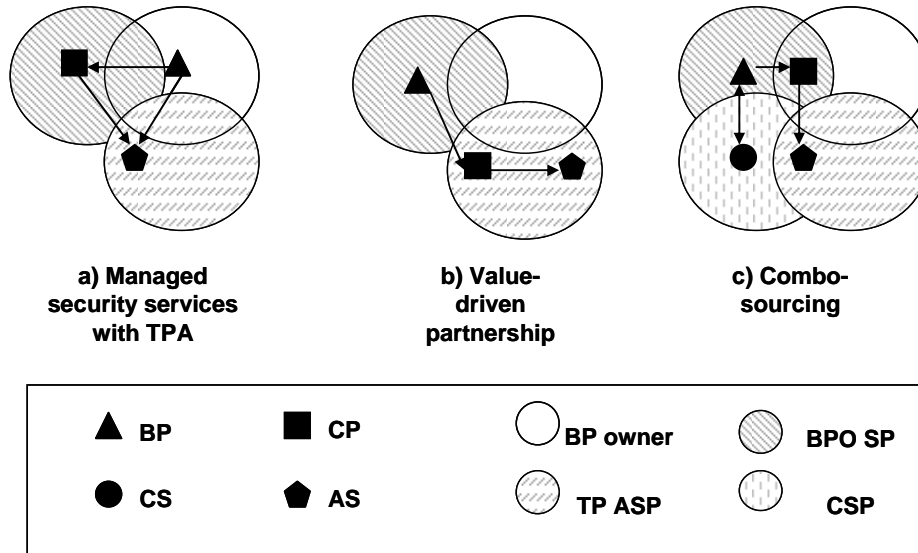 a) Managed
security services
with TPA
b) Value-
driven
partnership
c) Combo-
sourcing
BP
CP
BP owner
BPO SP
CS
AS
TP ASP
CSP